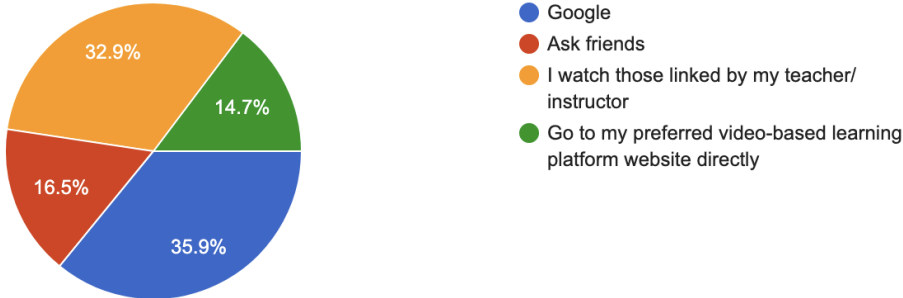 32.9%
14.7%
16.5%
35.9%
Google
Ask friends
I watch those linked by my teacher/
instructor
Go to my preferred video-based learning
platform website directly